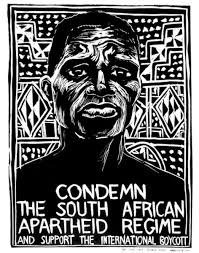 CONDEMN
THE SOUTH AFRICAN
APARTHEID REGIME
AND SUPPORT THE INTERNATIONAL BOYCOTT